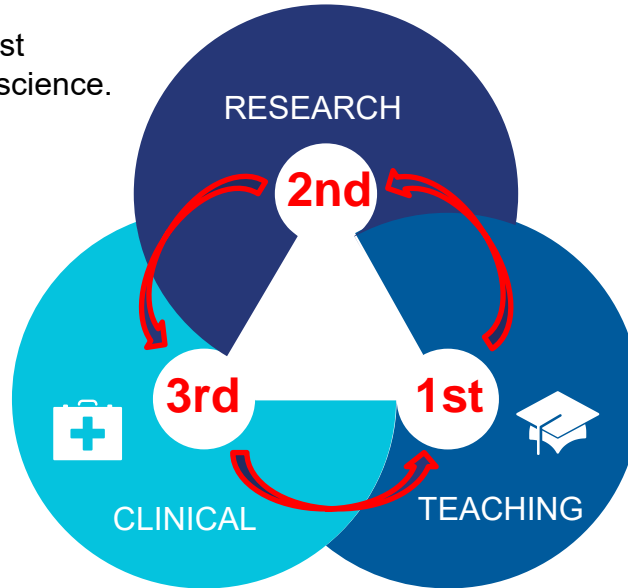 st
science.
RESEARCH
2nd
3rd
1st
CLINICAL
TEACHING